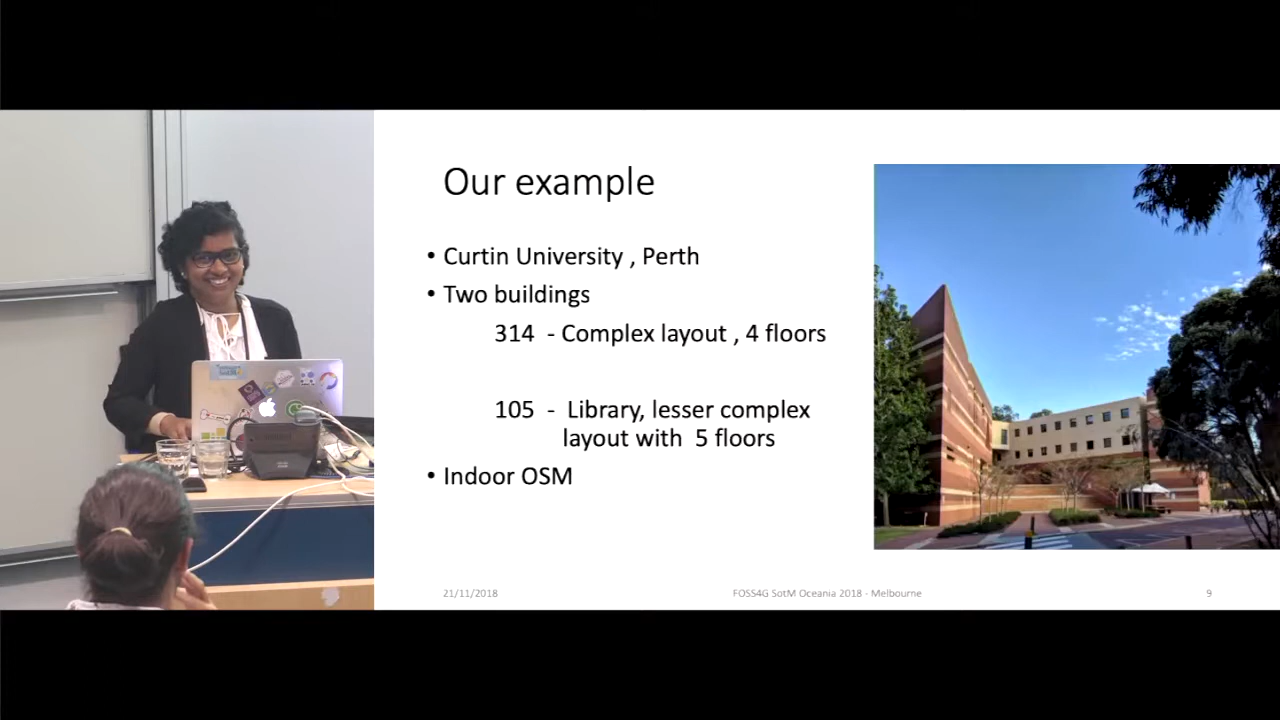 Our example
• Curtin University , Perth
• Two buildings
314 - Complex layout , 4 floors
105 - Library, lesser complex
layout with 5 floors
• Indoor OSM
21/11/2018
FOSS4G SotM Oceania 2018 - Melbourne
9